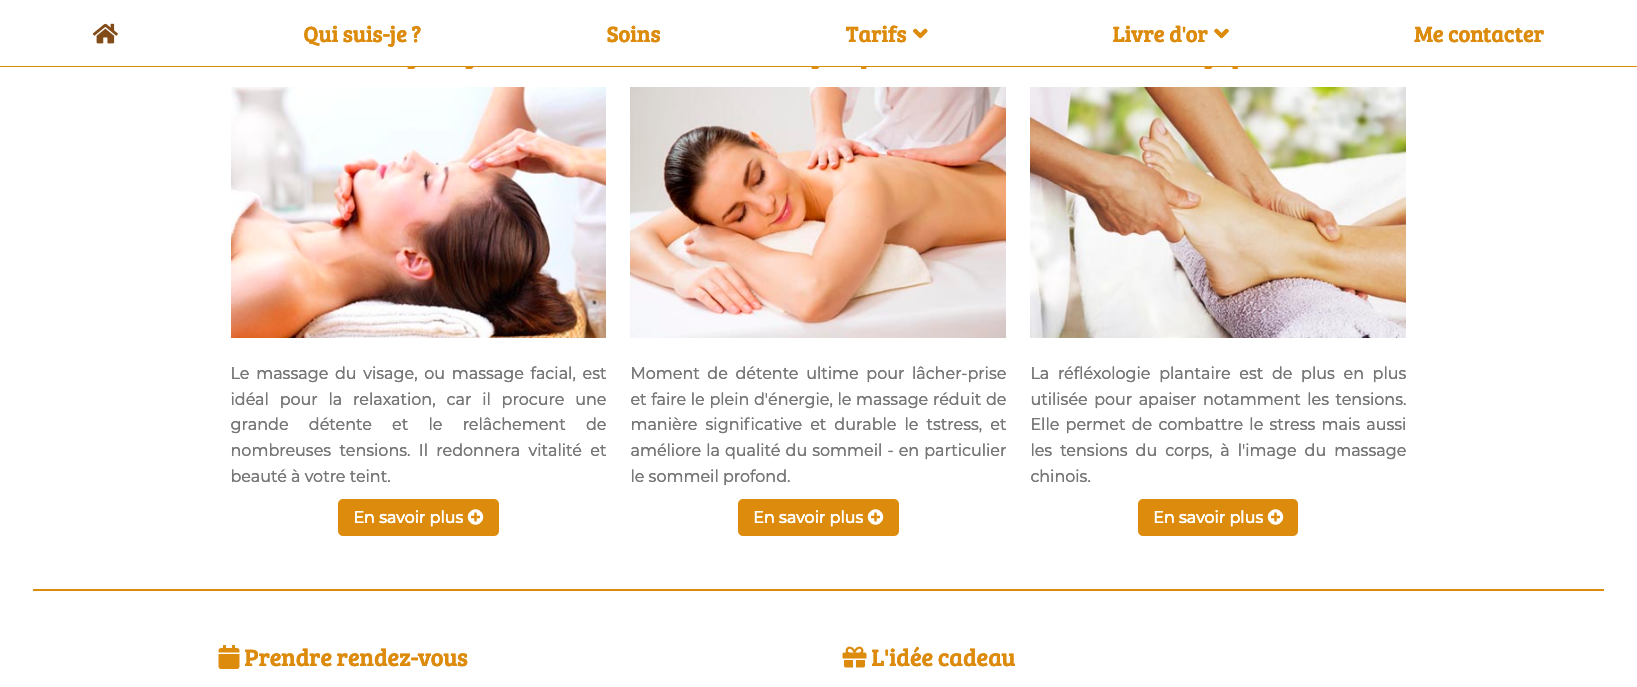 Qui suis-je ? Soins Tarifs Livre d'or Me contacter
Le massage du visage, ou massage facial, est
idéal pour la relaxation, car il procure une
grande détente et le relâchement de
nombreuses tensions. Il redonnera vitalité et
beauté à votre teint.
En savoir plus
Moment de détente ultime pour lâcher-prise
et faire le plein d'énergie, le massage réduit de
manière significative et durable le tstress, et
améliore la qualité du sommeil - en particulier
le sommeil profond.
En savoir plus
La réfléxologie plantaire est de plus en plus
utilisée pour apaiser notamment les tensions.
Elle permet de combattre le stress mais aussi
les tensions du corps, à l'image du massage
chinois.
En savoir plus
Prendre rendez-vous
L'idée cadeau